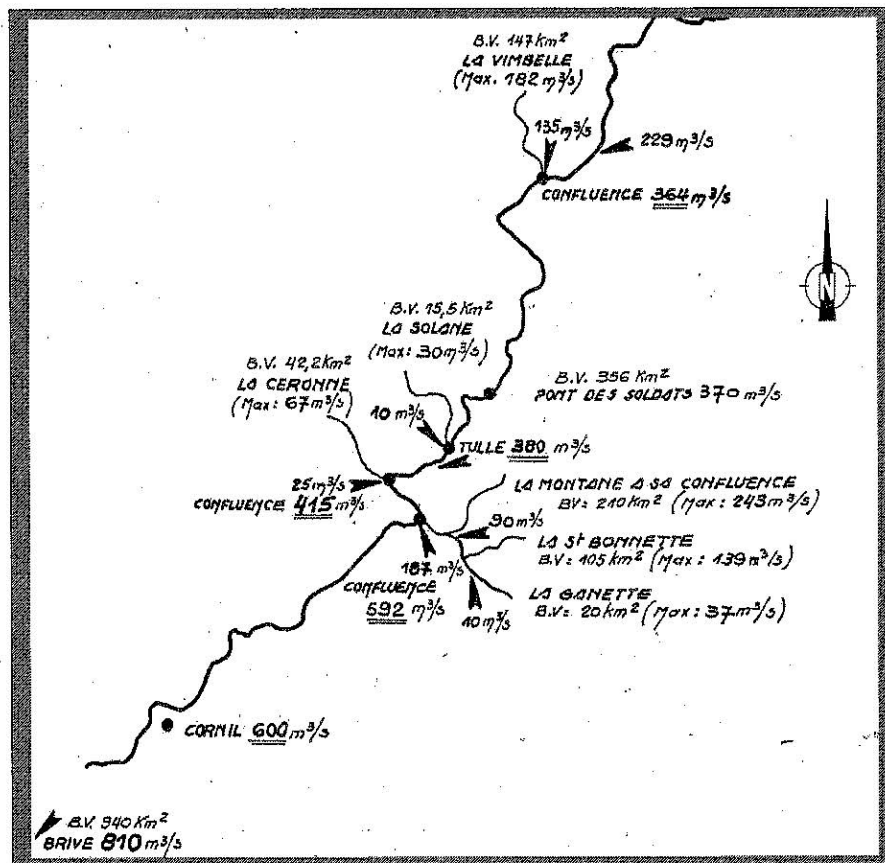 B.V. 147 Km²
LA VIMBELLE
(Max. 182 m³/s)
135 m³/s
229 m³/s
CONFLUENCE 364 m³/s
N
B.V. 15,5 Km²
LA SOLANE
(Max: 30 m³/s)
B.V. 42,2 Km²
LA CERONNE
(Max: 67 m³/s)
B.V. 356 Km²
PONT DES SOLDATS 370 m³/s
10 m³/s
TULLE 380 m³/s
25 m³/s
CONFLUENCE 415 m³/s
LA MONTANE A SA CONFLUENCE
BV= 210 Km² (Max: 243 m³/s)
90 m³/s
LA St BONNETTE
B.V= 105 Km² (Max: 139 m³/s)
187 m³/s
CONFLUENCE
592 m³/s
LA GANETTE
B.V= 20 Km² (Max: 37 m³/s)
10 m³/s
CORNIL 600 m³/s
B.V. 940 Km²
BRIVE 810 m³/s